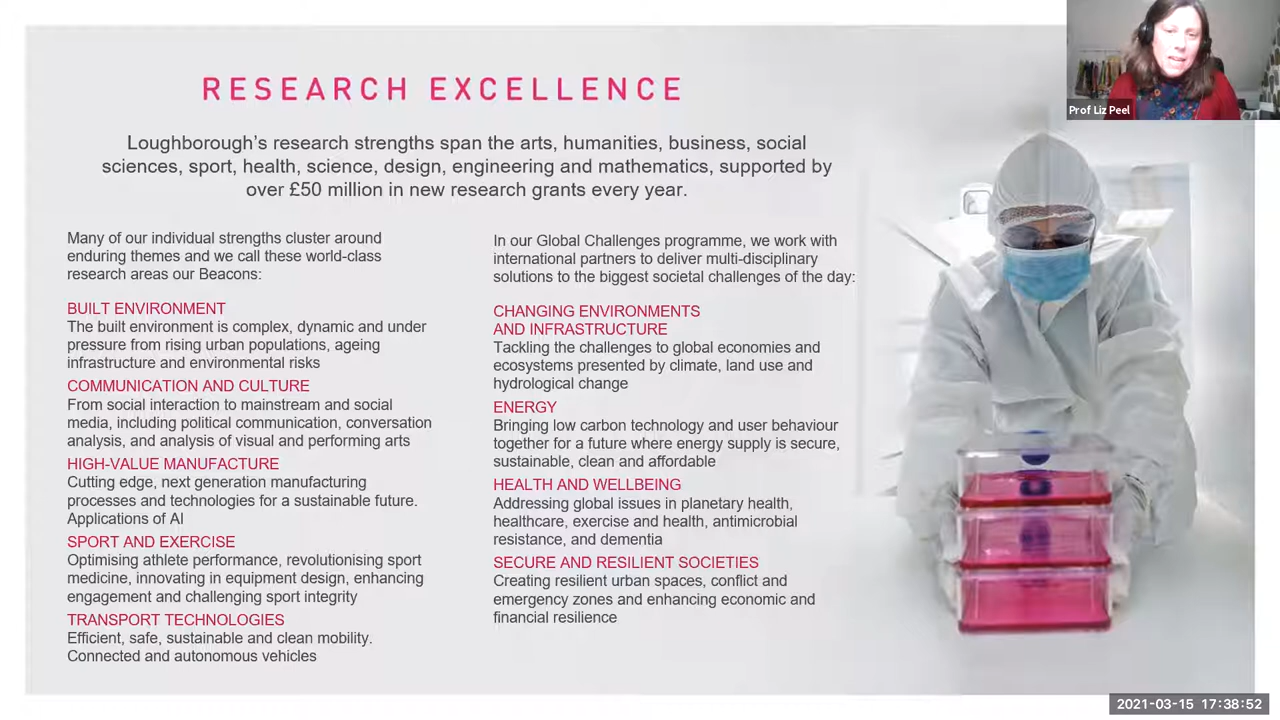 RESEARCH EXCELLENCE
Loughborough's research strengths span the arts, humanities, business, social
sciences, sport, health, science, design, engineering and mathematics, supported by
over £50 million in new research grants every year.
Many of our individual strengths cluster around
enduring themes and we call these world-class
research areas our Beacons:
BUILT ENVIRONMENT
The built environment is complex, dynamic and under
pressure from rising urban populations, ageing
infrastructure and environmental risks
COMMUNICATION AND CULTURE
From social interaction to mainstream and social
media, including political communication, conversation
analysis, and analysis of visual and performing arts
HIGH-VALUE MANUFACTURE
Cutting edge, next generation manufacturing
processes and technologies for a sustainable future.
Applications of AI
SPORT AND EXERCISE
Optimising athlete performance, revolutionising sport
medicine, innovating in equipment design, enhancing
engagement and challenging sport integrity
TRANSPORT TECHNOLOGIES
Efficient, safe, sustainable and clean mobility.
Connected and autonomous vehicles
In our Global Challenges programme, we work with
international partners to deliver multi-disciplinary
solutions to the biggest societal challenges of the day:
CHANGING ENVIRONMENTS
AND INFRASTRUCTURE
Tackling the challenges to global economies and
ecosystems presented by climate, land use and
hydrological change
ENERGY
Bringing low carbon technology and user behaviour
together for a future where energy supply is secure,
sustainable, clean and affordable
HEALTH AND WELLBEING
Addressing global issues in planetary health,
healthcare, exercise and health, antimicrobial
resistance, and dementia
SECURE AND RESILIENT SOCIETIES
Creating resilient urban spaces, conflict and
emergency zones and enhancing economic and
financial resilience
Prof Liz Peel
2021-03-15 17:38:52